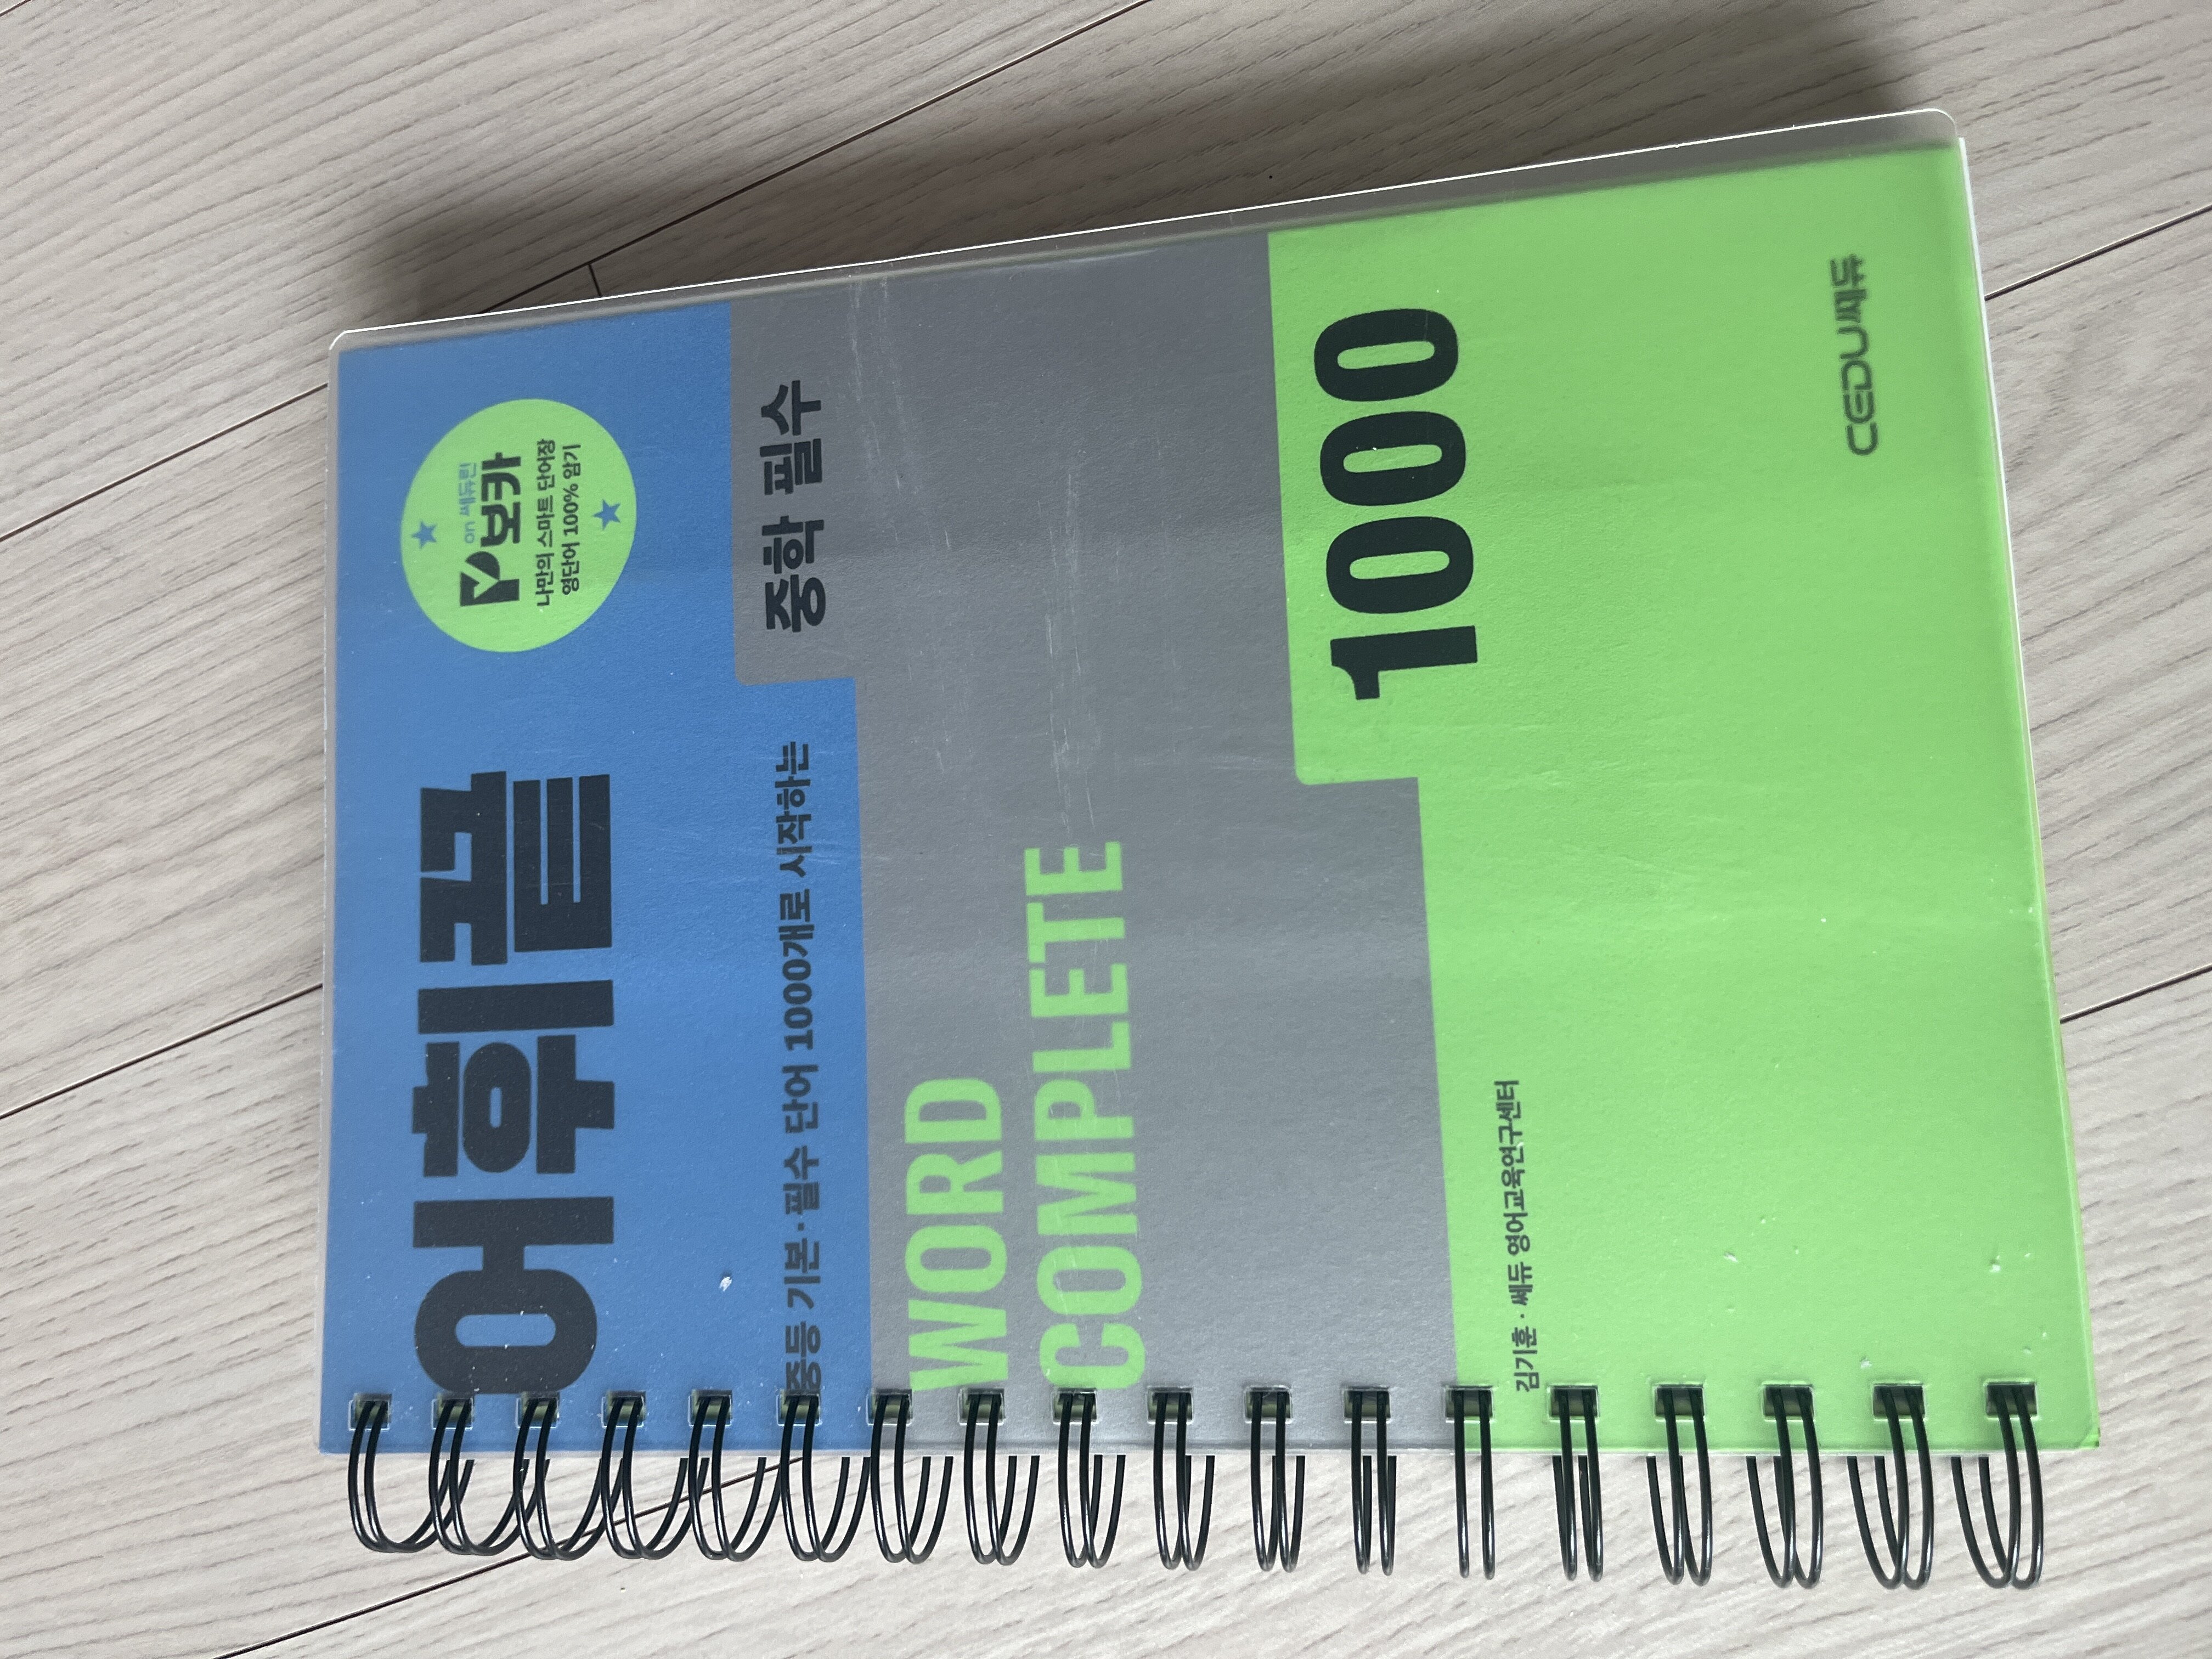 어휘끝
on 쎄듀런
P보카
나만의 스마트 단어장
영단어 100% 암기
중등 기본·필수 단어 1000개로 시작하는
중학 필수
WORD
COMPLETE
1000
김기훈 · 쎄듀 영어교육연구센터
CEDU쎄듀